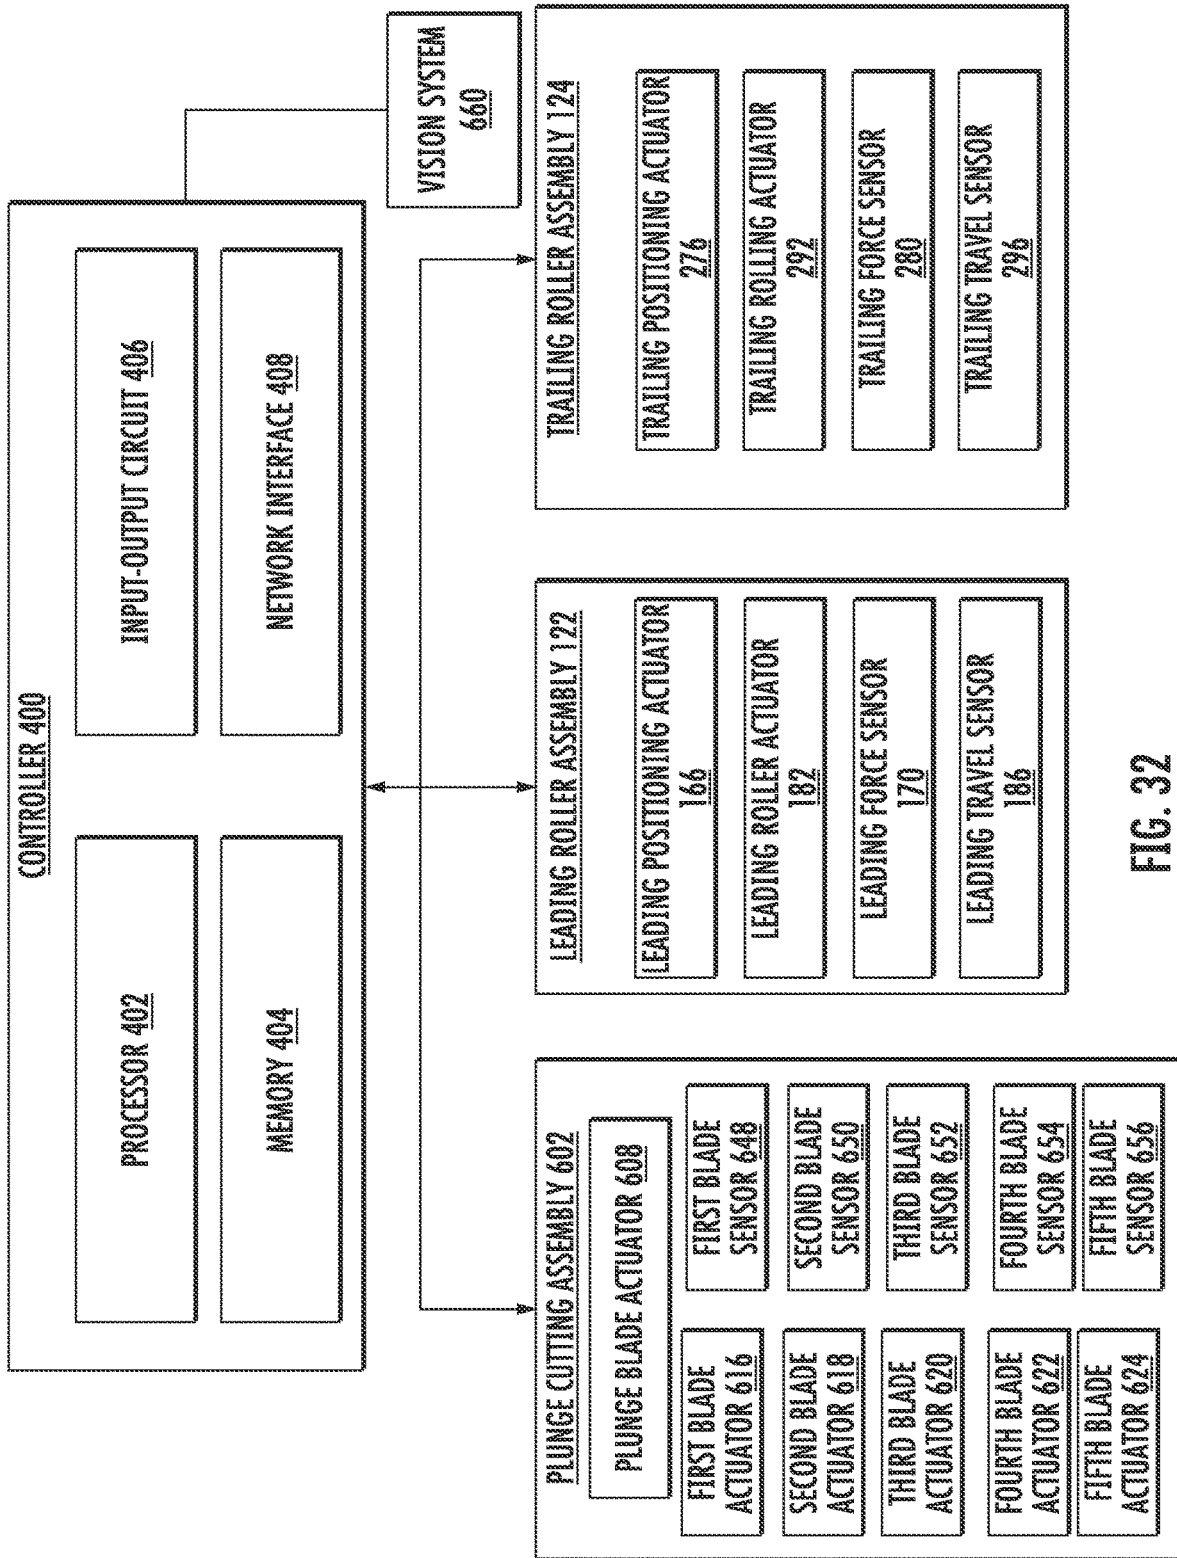 CONTROLLER 400
PROCESSOR 402
INPUT-OUTPUT CIRCUIT 406
MEMORY 404
NETWORK INTERFACE 408
VISION SYSTEM
660
PLUNGE CUTTING ASSEMBLY 602
PLUNGE BLADE ACTUATOR 608
FIRST BLADE
ACTUATOR 616
FIRST BLADE
SENSOR 648
SECOND BLADE
ACTUATOR 618
SECOND BLADE
SENSOR 650
THIRD BLADE
ACTUATOR 620
THIRD BLADE
SENSOR 652
FOURTH BLADE
ACTUATOR 622
FOURTH BLADE
SENSOR 654
FIFTH BLADE
ACTUATOR 624
FIFTH BLADE
SENSOR 656
LEADING ROLLER ASSEMBLY 122
LEADING POSITIONING ACTUATOR
166
LEADING ROLLER ACTUATOR
182
LEADING FORCE SENSOR
170
LEADING TRAVEL SENSOR
186
TRAILING ROLLER ASSEMBLY 124
TRAILING POSITIONING ACTUATOR
276
TRAILING ROLLING ACTUATOR
292
TRAILING FORCE SENSOR
280
TRAILING TRAVEL SENSOR
296
FIG. 32